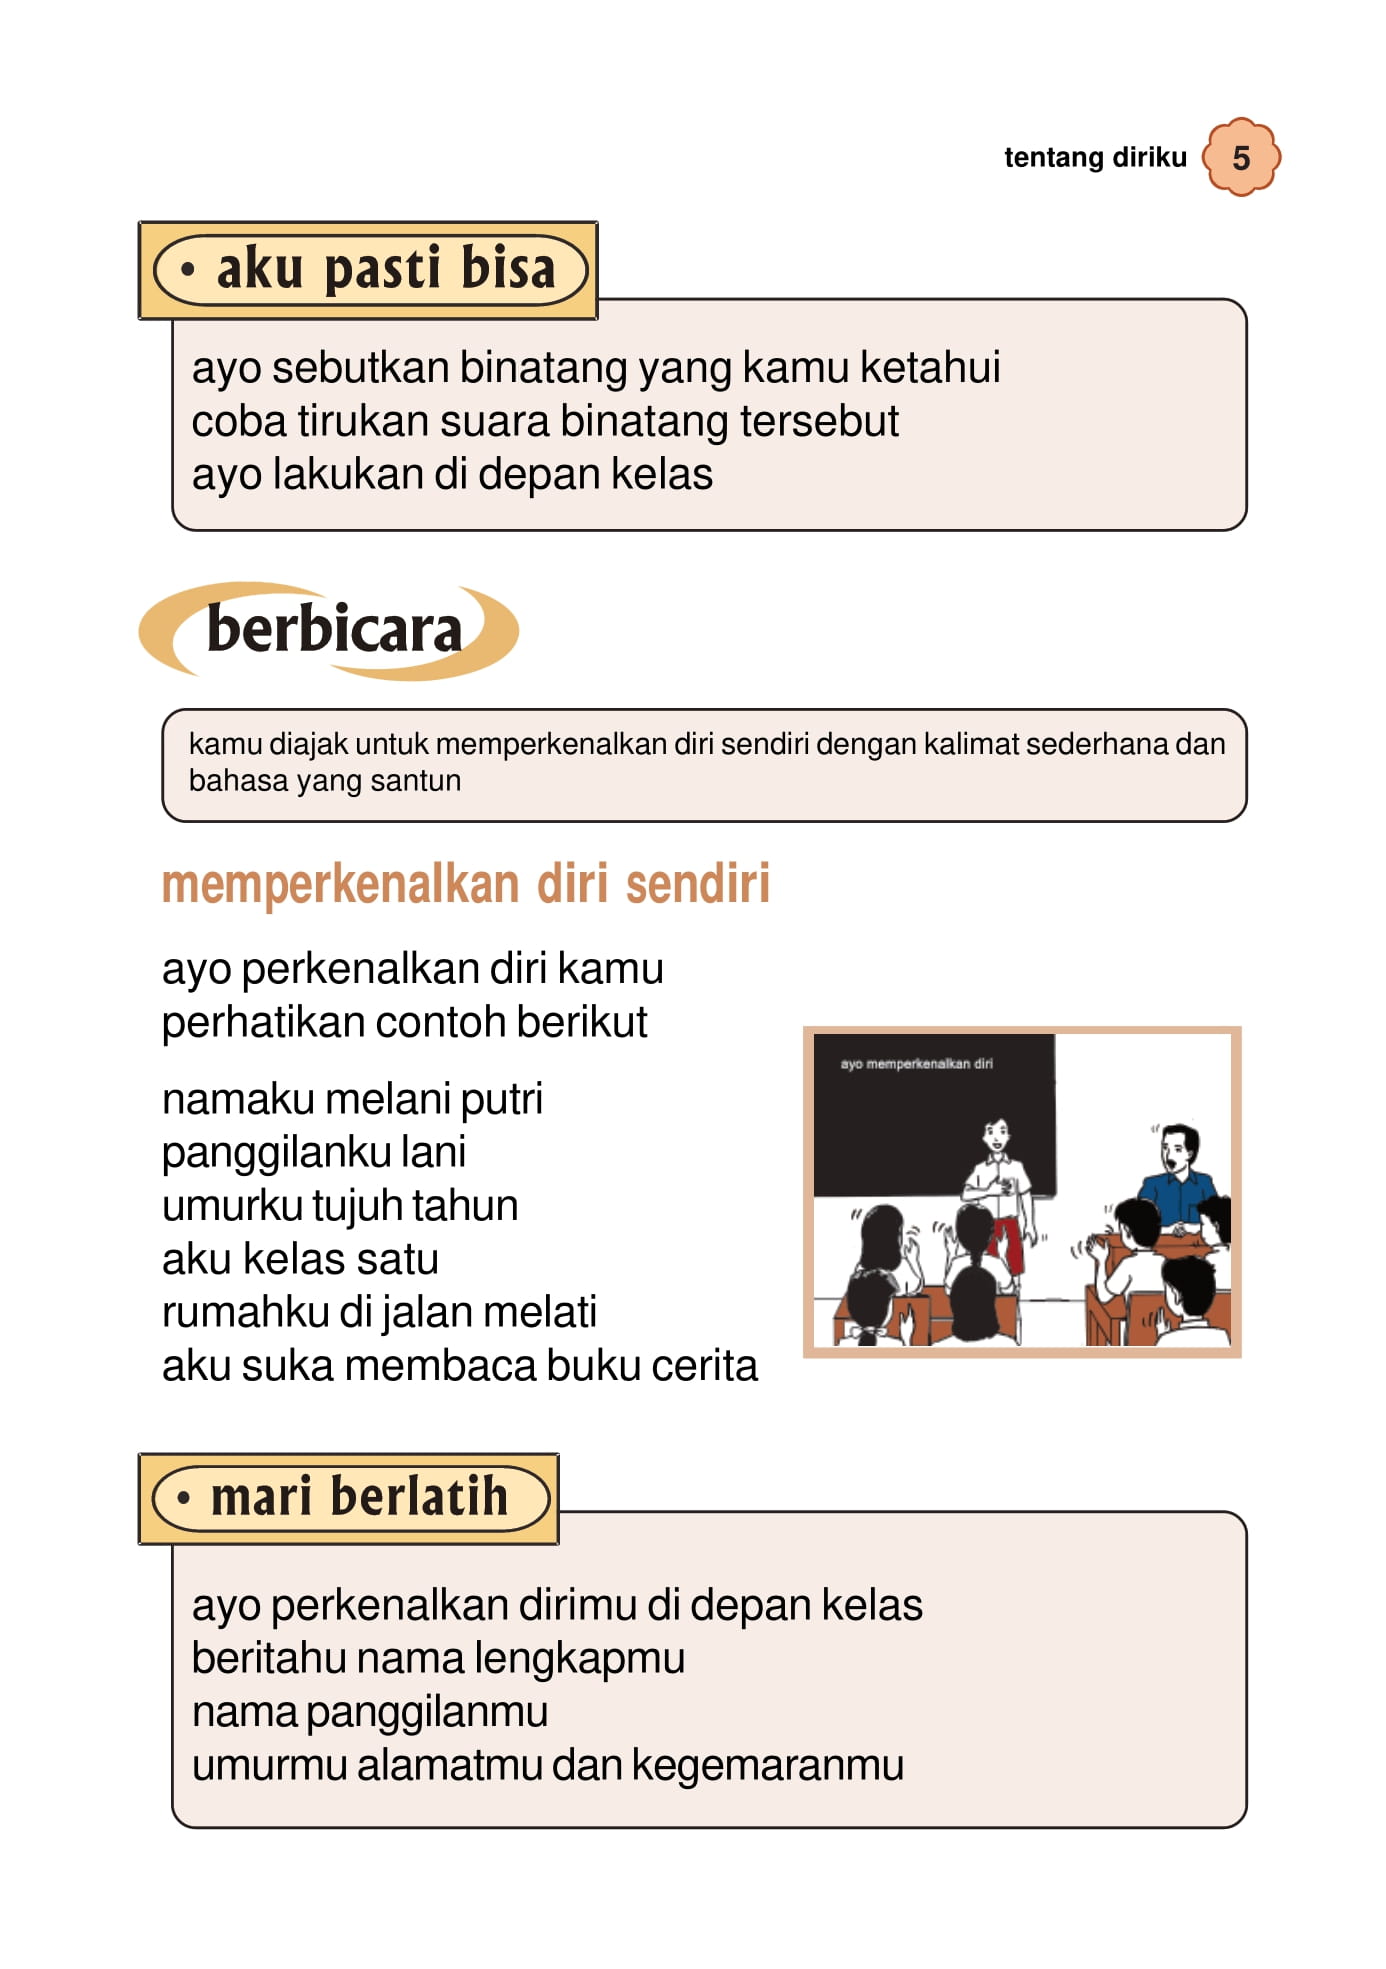 tentang diriku 5
• aku pasti bisa
ayo sebutkan binatang yang kamu ketahui
coba tirukan suara binatang tersebut
ayo lakukan di depan kelas
berbicara
kamu diajak untuk memperkenalkan diri sendiri dengan kalimat sederhana dan
bahasa yang santun
memperkenalkan diri sendiri
ayo perkenalkan diri kamu
perhatikan contoh berikut
namaku melani putri
panggilanku lani
umurku tujuh tahun
aku kelas satu
rumahku di jalan melati
aku suka membaca buku cerita
ayo memperkenalkan diri
• mari berlatih
ayo perkenalkan dirimu di depan kelas
beritahu nama lengkapmu
nama panggilanmu
umurmu alamatmu dan kegemaranmu